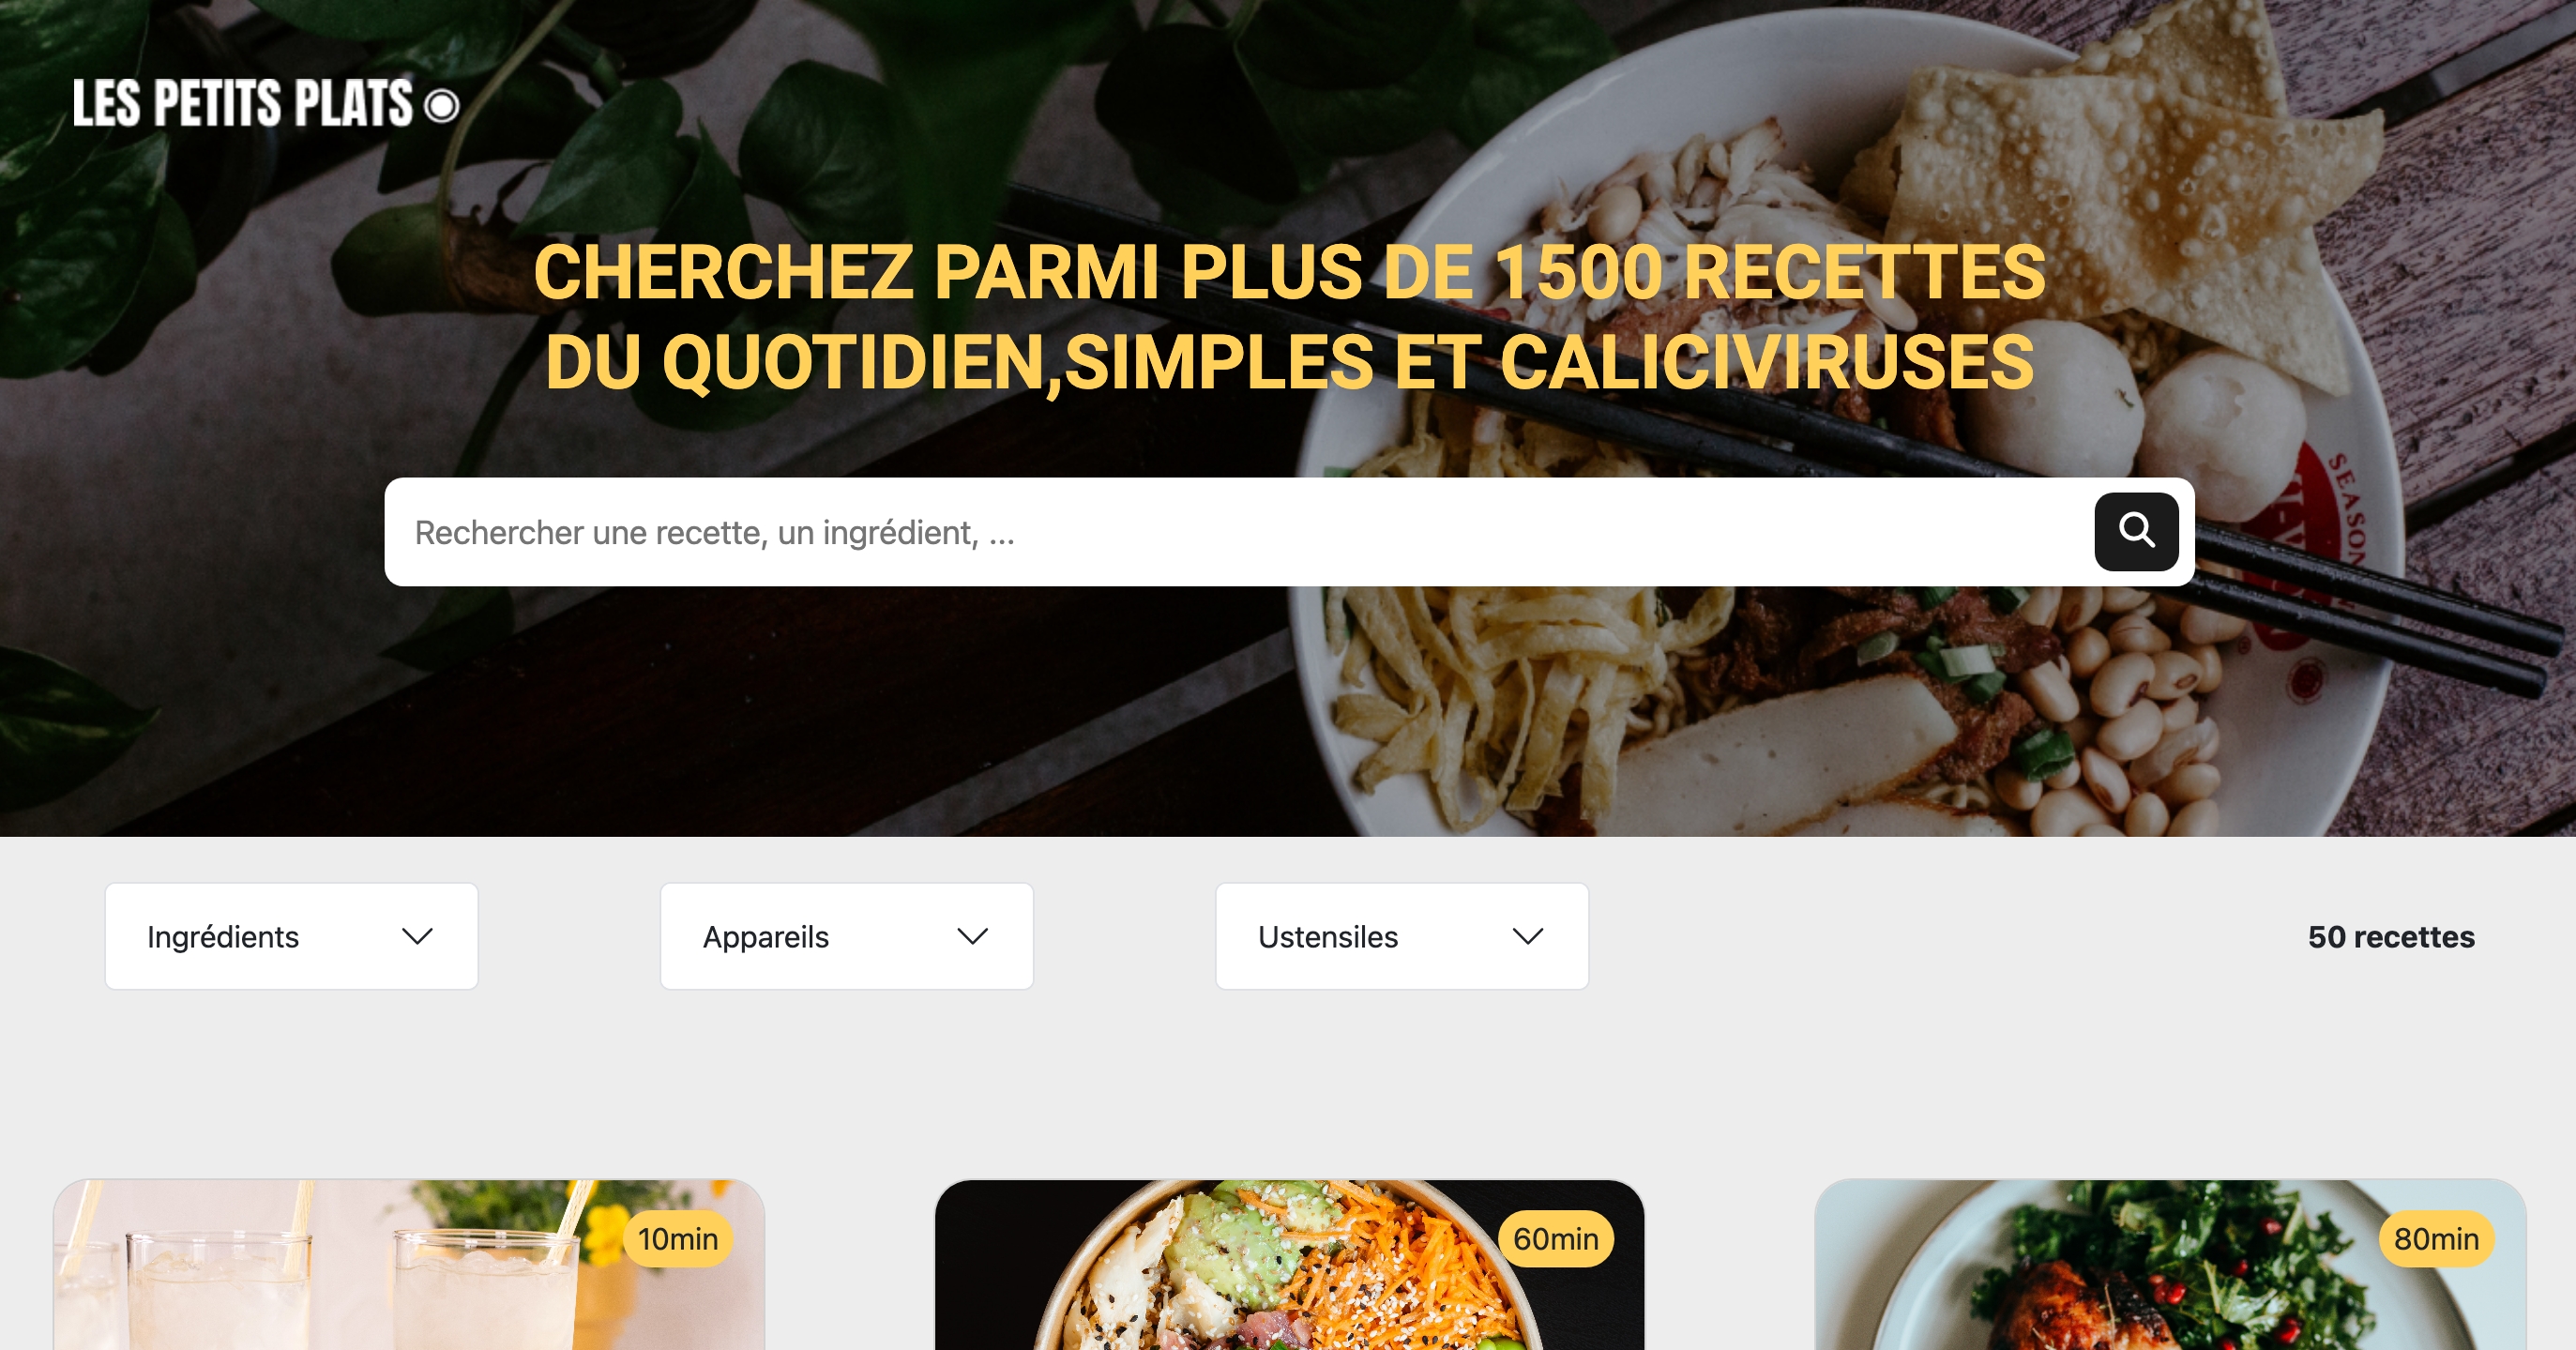 LES PETITS PLATS
CHERCHEZ PARMI PLUS DE 1500 RECETTES
DU QUOTIDIEN,SIMPLES ET CALICIVIRUSES
Rechercher une recette, un ingrédient, ...
SEASON
Ingrédients
Appareils
Ustensiles
50 recettes
10min
60min
80min